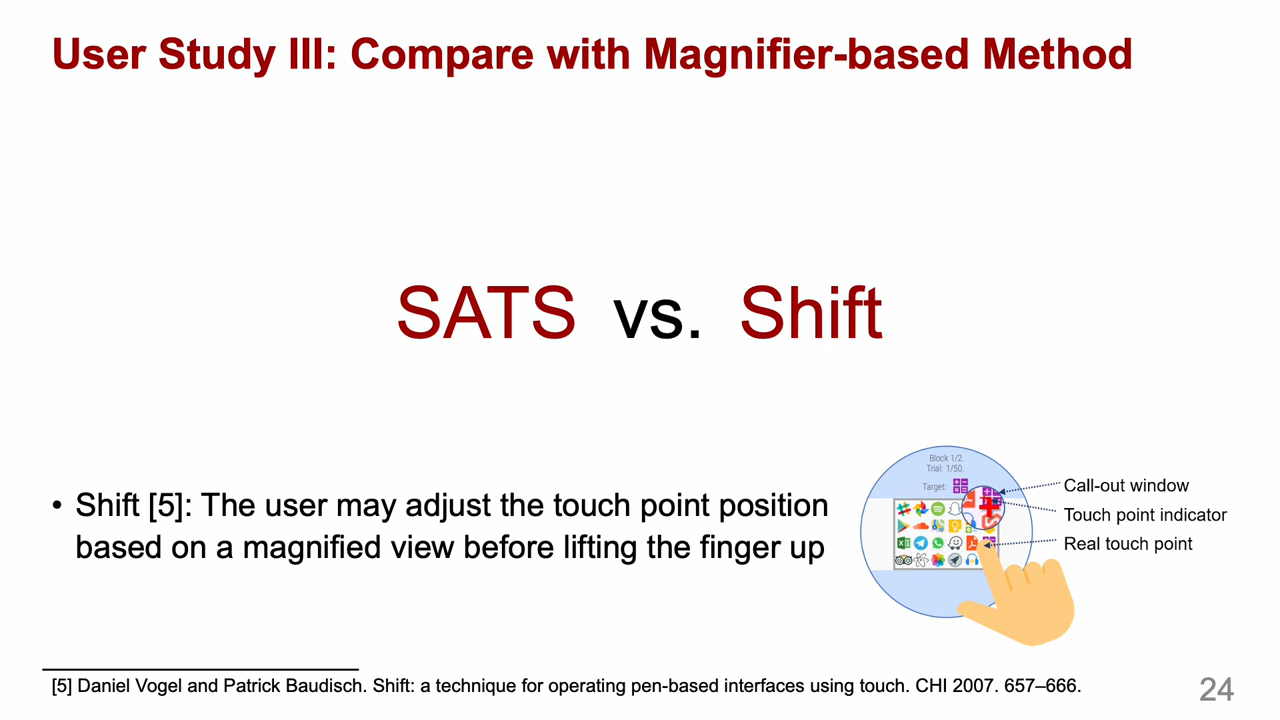 User Study III: Compare with Magnifier-based Method
SATS vs. Shift
• Shift [5]: The user may adjust the touch point position
based on a magnified view before lifting the finger up
Block 1/2.
Trial: 1/50.
Target:
Call-out window
Touch point indicator
Real touch point
[5] Daniel Vogel and Patrick Baudisch. Shift: a technique for operating pen-based interfaces using touch. CHI 2007. 657–666.
24